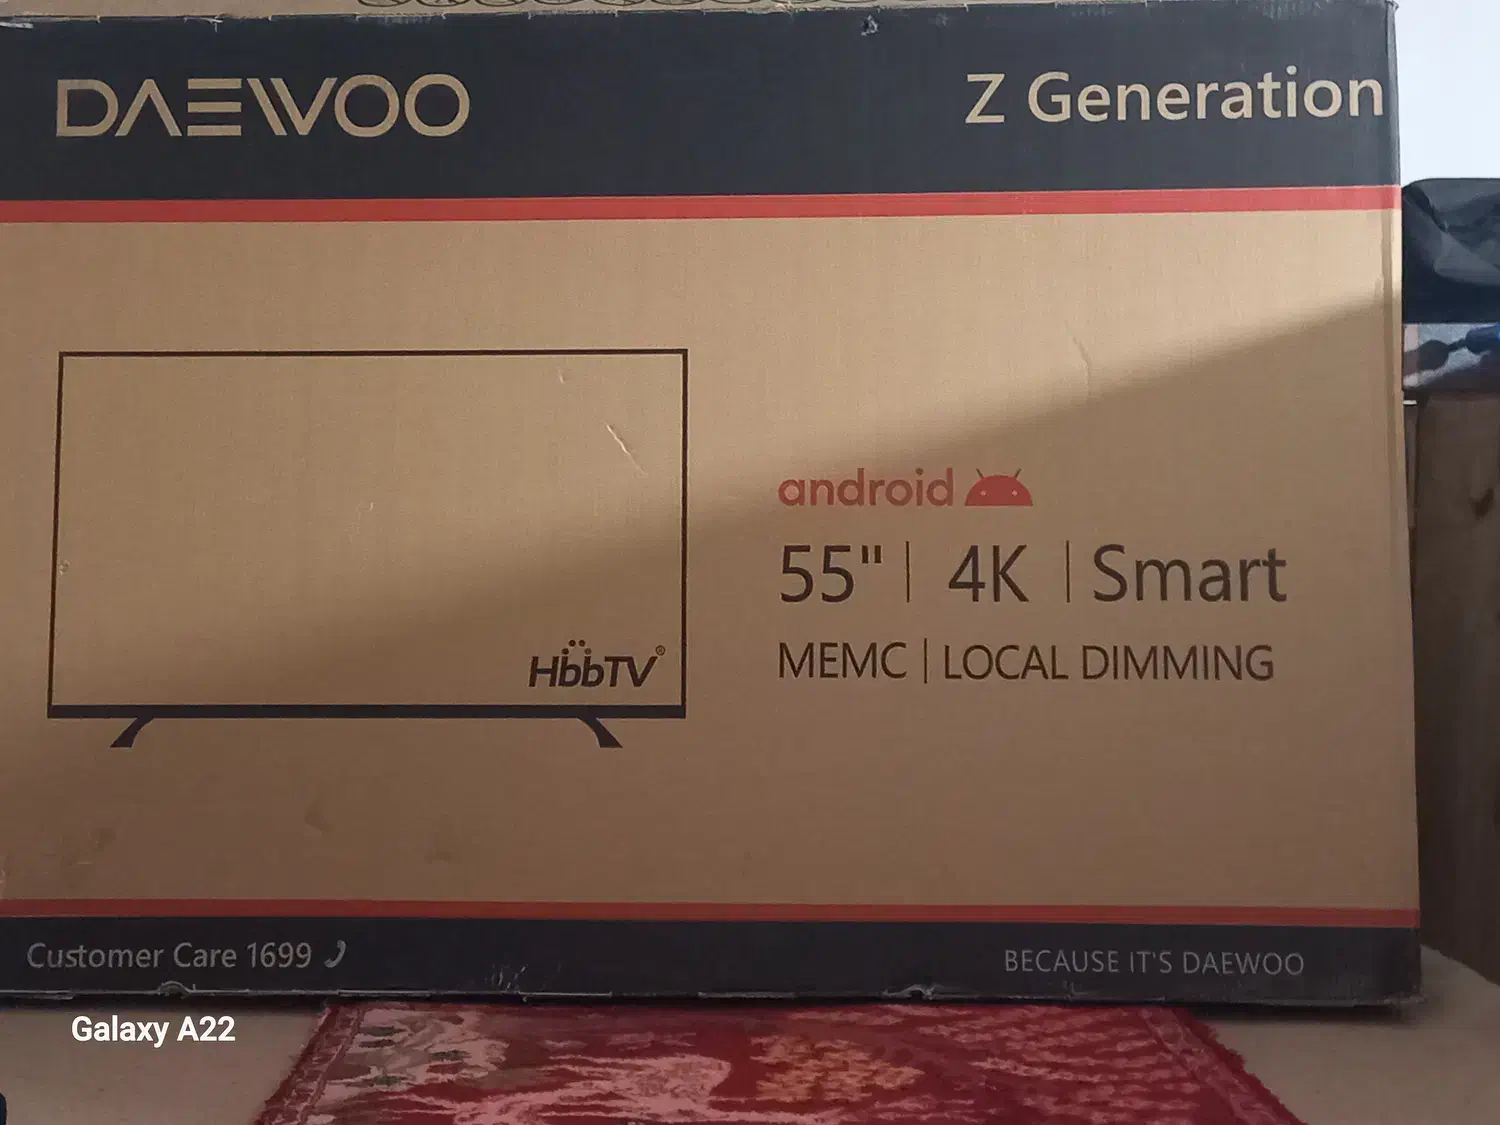 DAEWOO
Z Generation
android
55" | 4K | Smart
MEMC | LOCAL DIMMING
HbbTV®
Customer Care 1699
BECAUSE IT'S DAEWOO
Galaxy A22